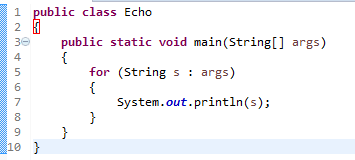 1 public class Echo
2 {
3 public static void main(String[] args)
4 {
5 for (String s : args)
6 {
7 System.out.println(s);
8 }
9 }
10 }